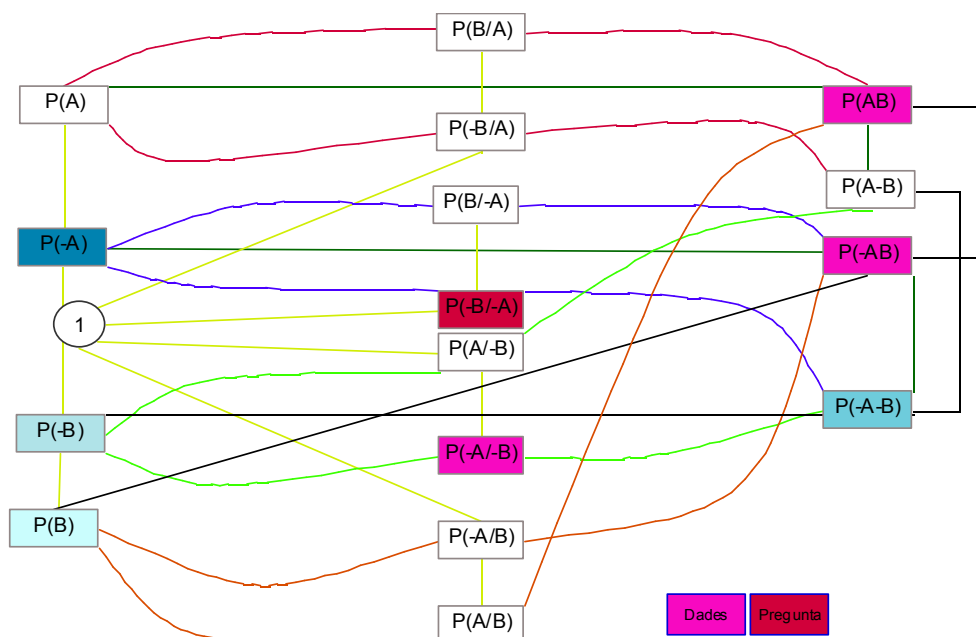 P(B/A)
P(A)
P(AB)
P(-B/A)
P(A-B)
P(B/-A)
P(-A)
P(-AB)
P(-B/-A)
1
P(A/-B)
P(-A-B)
P(-B)
P(-A/-B)
P(B)
P(-A/B)
P(A/B)
Dades
Pregunta